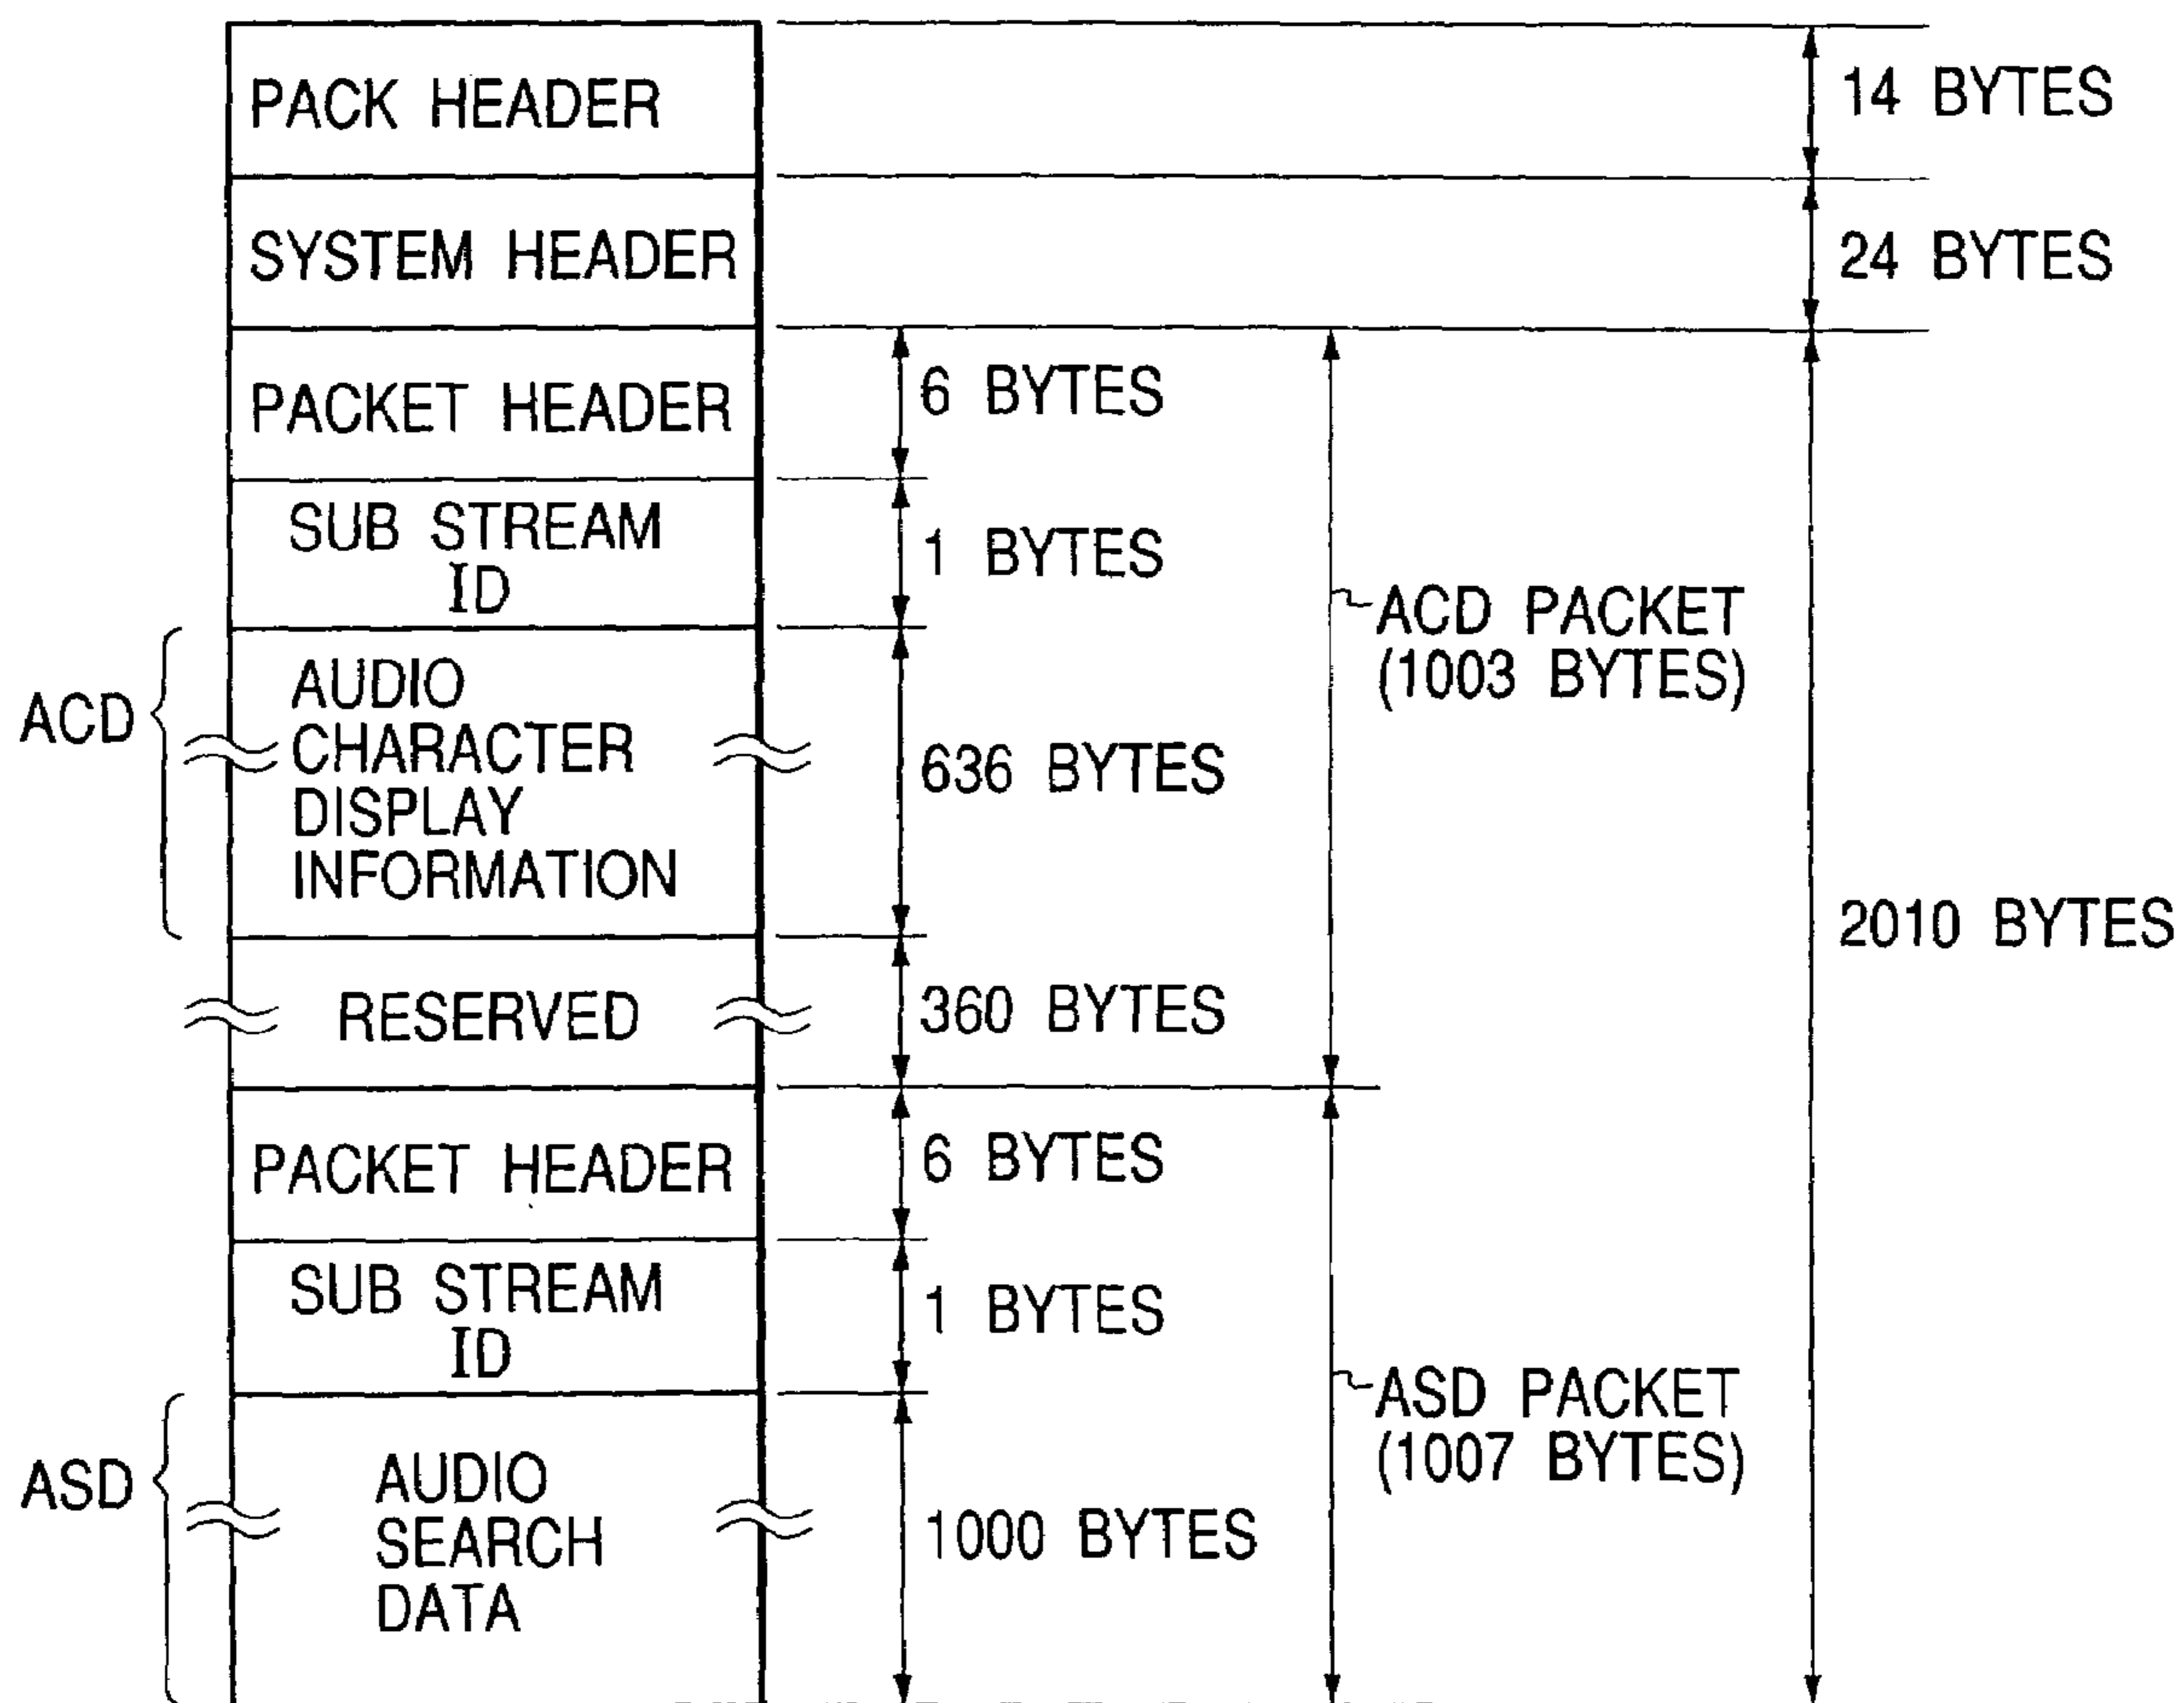 PACK HEADER
14 BYTES
SYSTEM HEADER
24 BYTES
PACKET HEADER
6 BYTES
SUB STREAM
ID
1 BYTES
ACD PACKET
(1003 BYTES)
ACD
AUDIO
CHARACTER
DISPLAY
INFORMATION
636 BYTES
2010 BYTES
RESERVED
360 BYTES
PACKET HEADER
6 BYTES
SUB STREAM
ID
1 BYTES
ASD PACKET
(1007 BYTES)
ASD
AUDIO
SEARCH
DATA
1000 BYTES